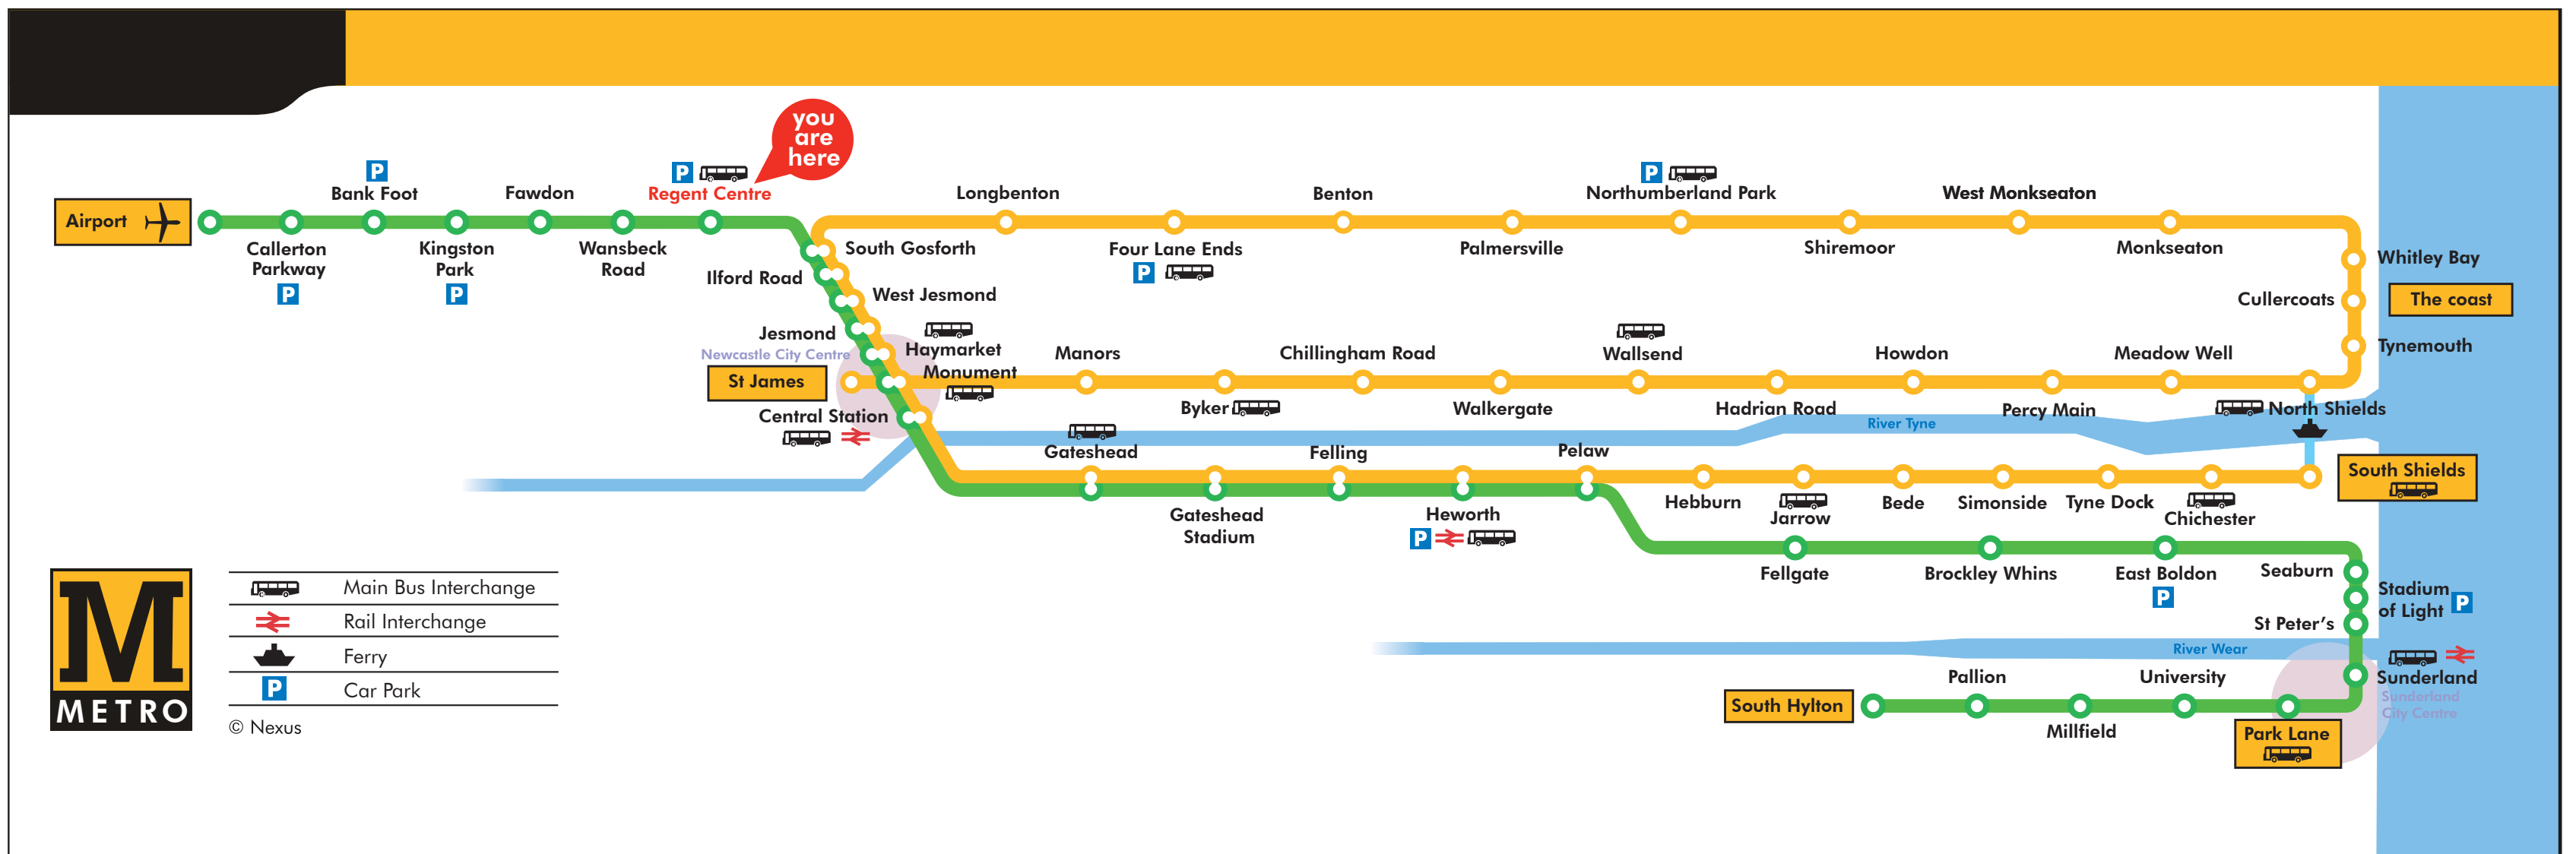 you
are
here
P
P
P
Bank Foot
Fawdon
Regent Centre
Longbenton
Benton
Northumberland Park
West Monkseaton
Airport
Callerton
Parkway
P
Kingston
Park
P
Wansbeck
Road
South Gosforth
Four Lane Ends
P
Palmersville
Shiremoor
Monkseaton
Whitley Bay
Ilford Road
West Jesmond
Cullercoats
The coast
Jesmond
Newcastle City Centre
Haymarket
Manors
Chillingham Road
Wallsend
Howdon
Meadow Well
Tynemouth
St James
Monument
Central Station
Byker
Walkergate
Hadrian Road
Percy Main
North Shields
River Tyne
Gateshead
Felling
Pelaw
South Shields
Gateshead
Stadium
Heworth
P
Hebburn
Jarrow
Bede
Simonside
Tyne Dock
Chichester
Fellgate
Brockley Whins
East Boldon
P
Seaburn
Stadium
of Light
P
St Peter's
River Wear
Sunderland
Sunderland
City Centre
Pallion
University
South Hylton
Millfield
Park Lane
M
METRO
Main Bus Interchange
Rail Interchange
Ferry
P
Car Park
© Nexus